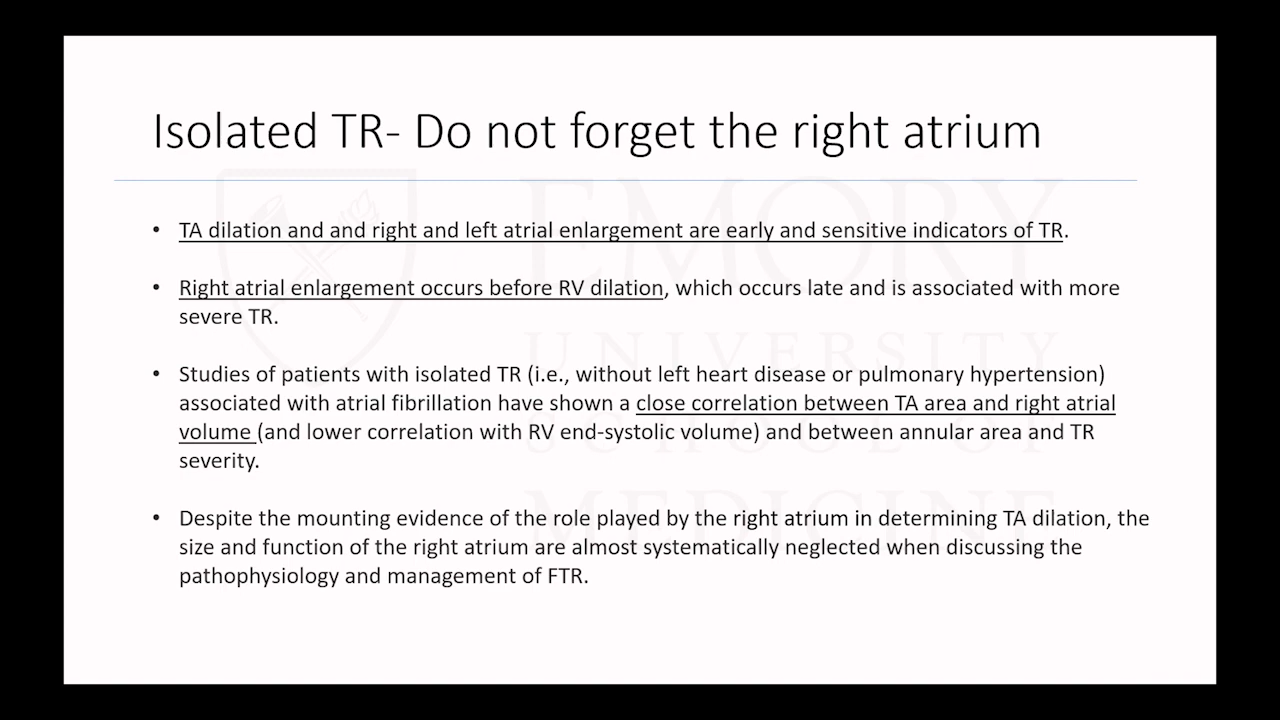 Isolated TR- Do not forget the right atrium
• TA dilation and and right and left atrial enlargement are early and sensitive indicators of TR.
• Right atrial enlargement occurs before RV dilation, which occurs late and is associated with more
severe TR.
• Studies of patients with isolated TR (i.e., without left heart disease or pulmonary hypertension)
associated with atrial fibrillation have shown a close correlation between TA area and right atrial
volume (and lower correlation with RV end-systolic volume) and between annular area and TR
severity.
• Despite the mounting evidence of the role played by the right atrium in determining TA dilation, the
size and function of the right atrium are almost systematically neglected when discussing the
pathophysiology and management of FTR.
EMORY
UNIVERSITY
SCHOOL OF
MEDICINE